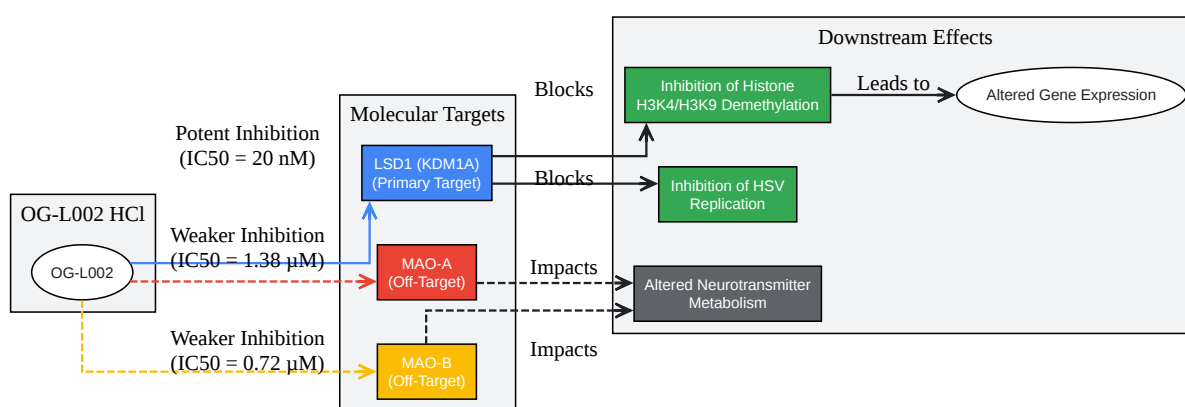 OG-L002 HCl
OG-L002
Potent Inhibition
(IC50 = 20 nM)
Weaker Inhibition
(IC50 = 1.38 µM)
Weaker Inhibition
(IC50 = 0.72 µM)
Molecular Targets
LSD1 (KDM1A)
(Primary Target)
MAO-A
(Off-Target)
MAO-B
(Off-Target)
Blocks
Blocks
Impacts
Impacts
Downstream Effects
Inhibition of Histone
H3K4/H3K9 Demethylation
Leads to
Altered Gene Expression
Inhibition of HSV
Replication
Altered Neurotransmitter
Metabolism